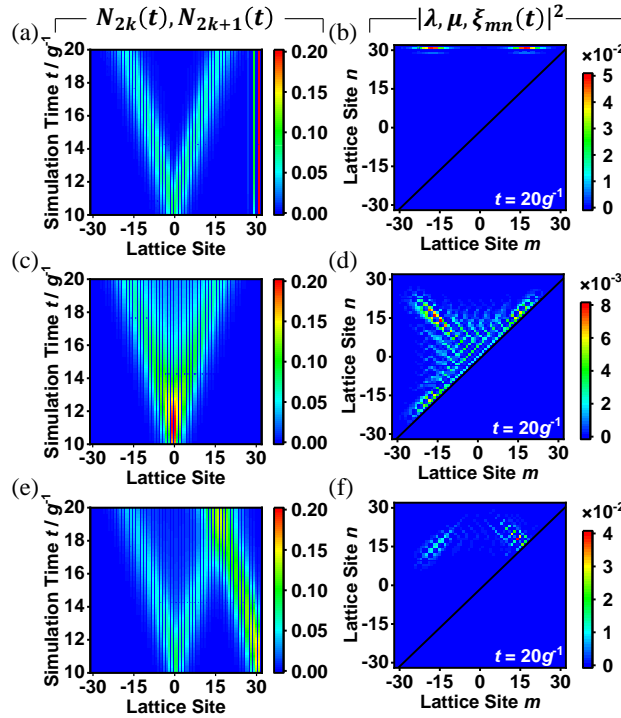 N₂ₖ(t), N₂ₖ₊₁(t)
|λ, μ, ξₘₙ(t)|²
(a)
Simulation Time t / g⁻¹
20
18
16
14
12
10
-30 -15 0 15 30
Lattice Site
0.20
0.15
0.10
0.05
0.00
(b)
Lattice Site n
30
15
0
-15
-30
-30 -15 0 15 30
Lattice Site m
t = 20g⁻¹
×10⁻²
5
4
3
2
1
0
(c)
Simulation Time t / g⁻¹
20
18
16
14
12
10
-30 -15 0 15 30
Lattice Site
0.20
0.15
0.10
0.05
0.00
(d)
Lattice Site n
30
15
0
-15
-30
-30 -15 0 15 30
Lattice Site m
t = 20g⁻¹
×10⁻³
8
6
4
2
0
(e)
Simulation Time t / g⁻¹
20
18
16
14
12
10
-30 -15 0 15 30
Lattice Site
0.20
0.15
0.10
0.05
0.00
(f)
Lattice Site n
30
15
0
-15
-30
-30 -15 0 15 30
Lattice Site m
t = 20g⁻¹
×10⁻²
4
3
2
1
0